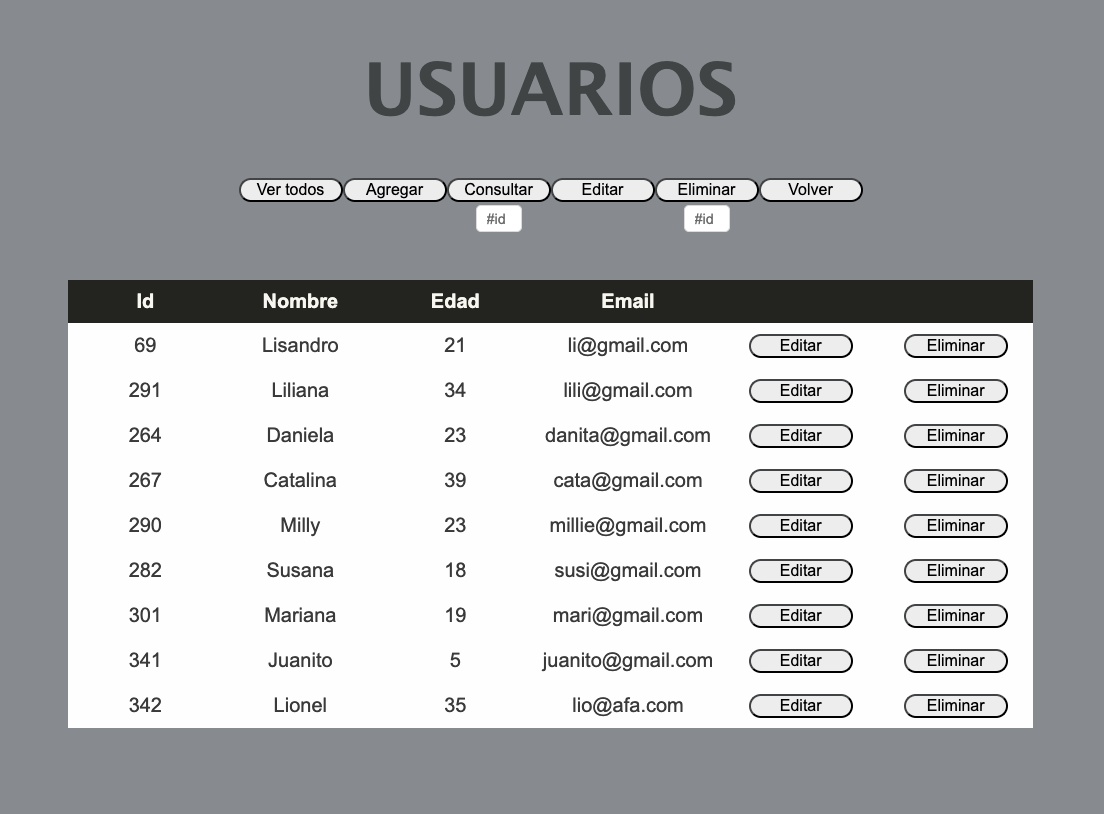 USUARIOS
Ver todos Agregar Consultar Editar Eliminar Volver
#id #id
Id Nombre Edad Email
69 Lisandro 21 li@gmail.com Editar Eliminar
291 Liliana 34 lili@gmail.com Editar Eliminar
264 Daniela 23 danita@gmail.com Editar Eliminar
267 Catalina 39 cata@gmail.com Editar Eliminar
290 Milly 23 millie@gmail.com Editar Eliminar
282 Susana 18 susi@gmail.com Editar Eliminar
301 Mariana 19 mari@gmail.com Editar Eliminar
341 Juanito 5 juanito@gmail.com Editar Eliminar
342 Lionel 35 lio@afa.com Editar Eliminar